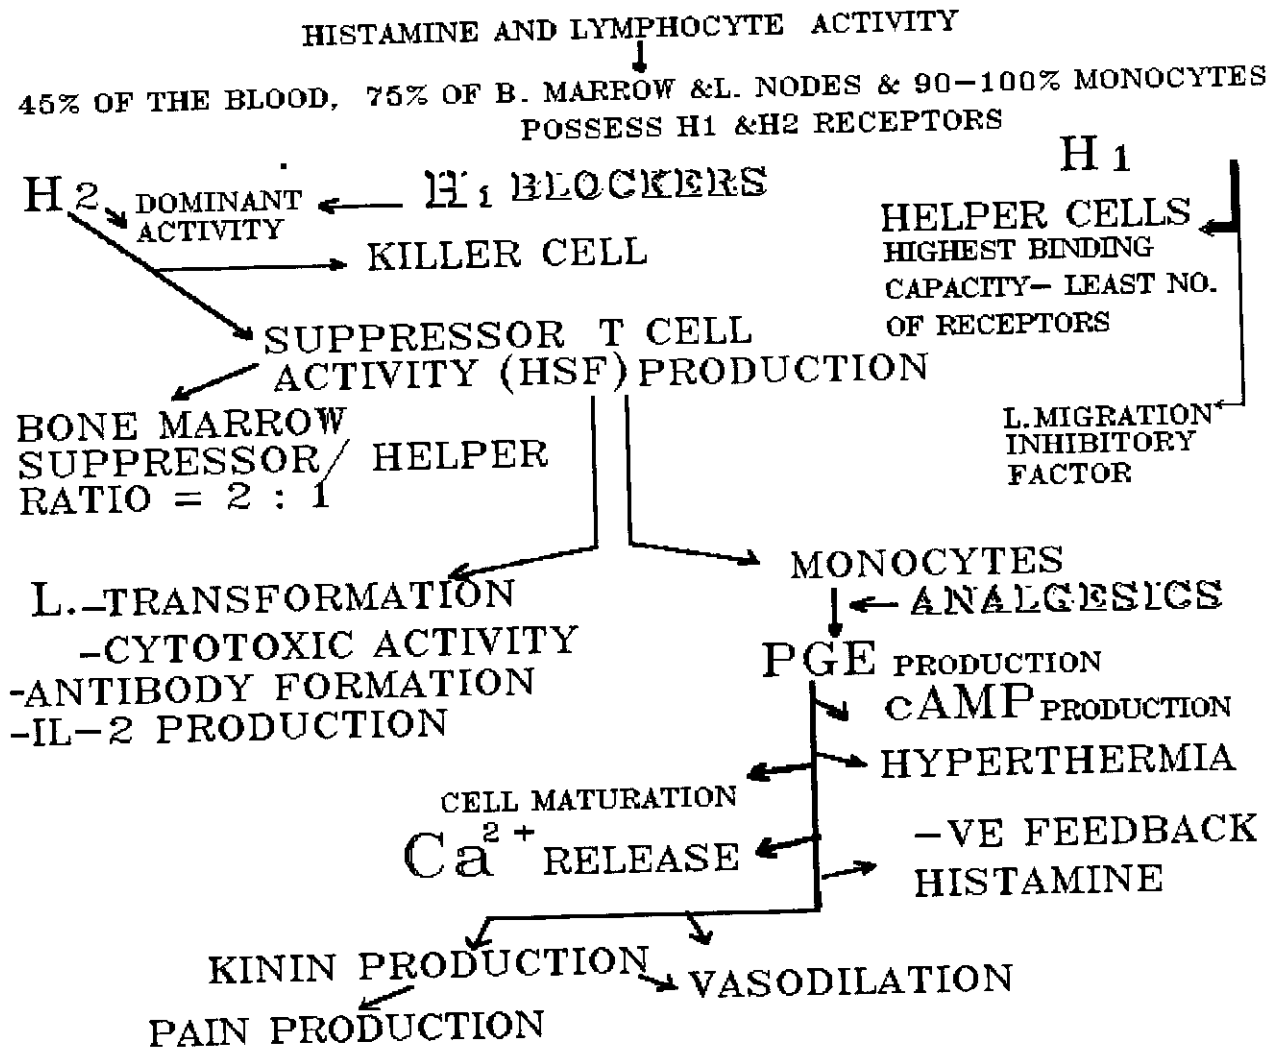 HISTAMINE AND LYMPHOCYTE ACTIVITY
45% OF THE BLOOD, 75% OF B. MARROW &L. NODES & 90-100% MONOCYTES
POSSESS H1 &H2 RECEPTORS
H2
DOMINANT
ACTIVITY
H1 BLOCKERS
H1
HELPER CELLS
HIGHEST BINDING
CAPACITY- LEAST NO.
OF RECEPTORS
KILLER CELL
SUPPRESSOR T CELL
ACTIVITY (HSF) PRODUCTION
BONE MARROW
SUPPRESSOR/ HELPER
RATIO = 2 : 1
L.MIGRATION
INHIBITORY
FACTOR
L.-TRANSFORMATION
-CYTOTOXIC ACTIVITY
-ANTIBODY FORMATION
-IL-2 PRODUCTION
MONOCYTES
ANALGESICS
PGE PRODUCTION
cAMP PRODUCTION
HYPERTHERMIA
CELL MATURATION
Ca2+ RELEASE
-VE FEEDBACK
HISTAMINE
KININ PRODUCTION
VASODILATION
PAIN PRODUCTION